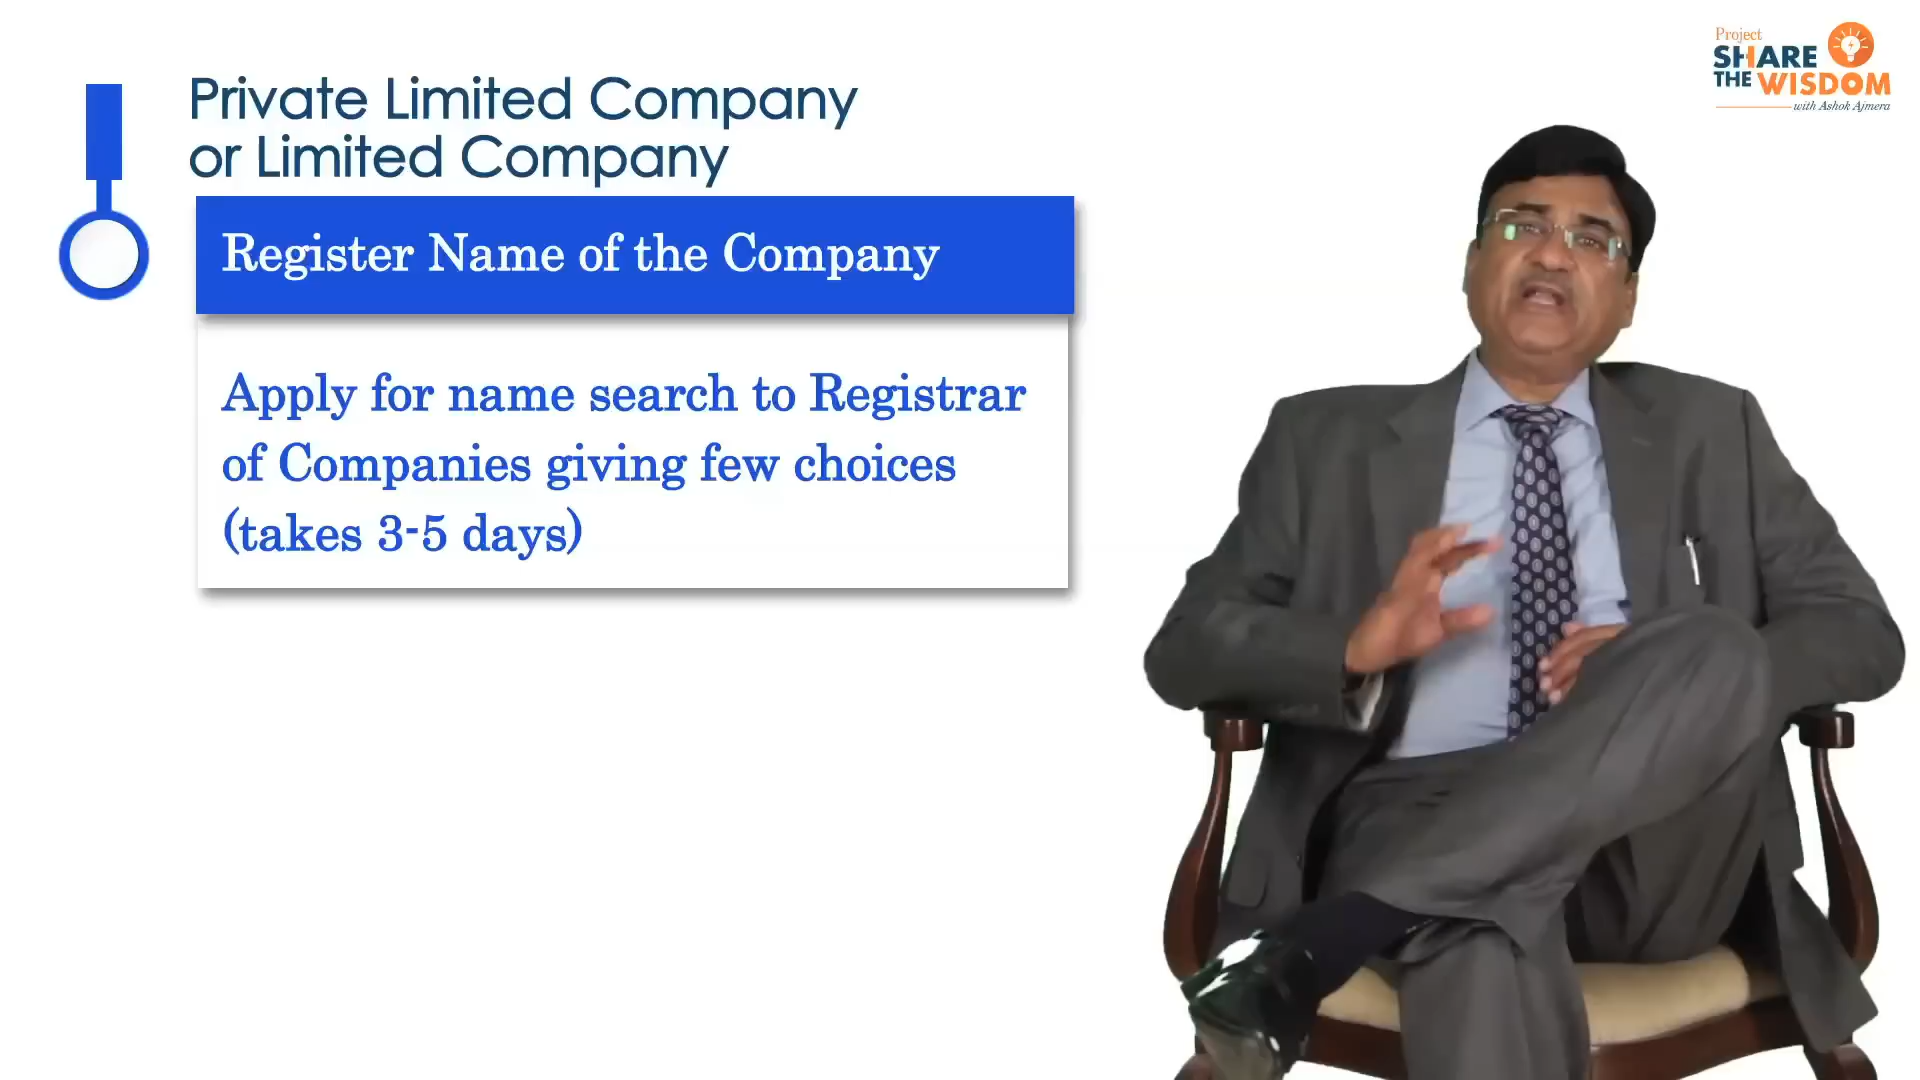 Project
SHARE
THE WISDOM
with Ashok Ajmera
Private Limited Company
or Limited Company
Register Name of the Company
Apply for name search to Registrar
of Companies giving few choices
(takes 3-5 days)